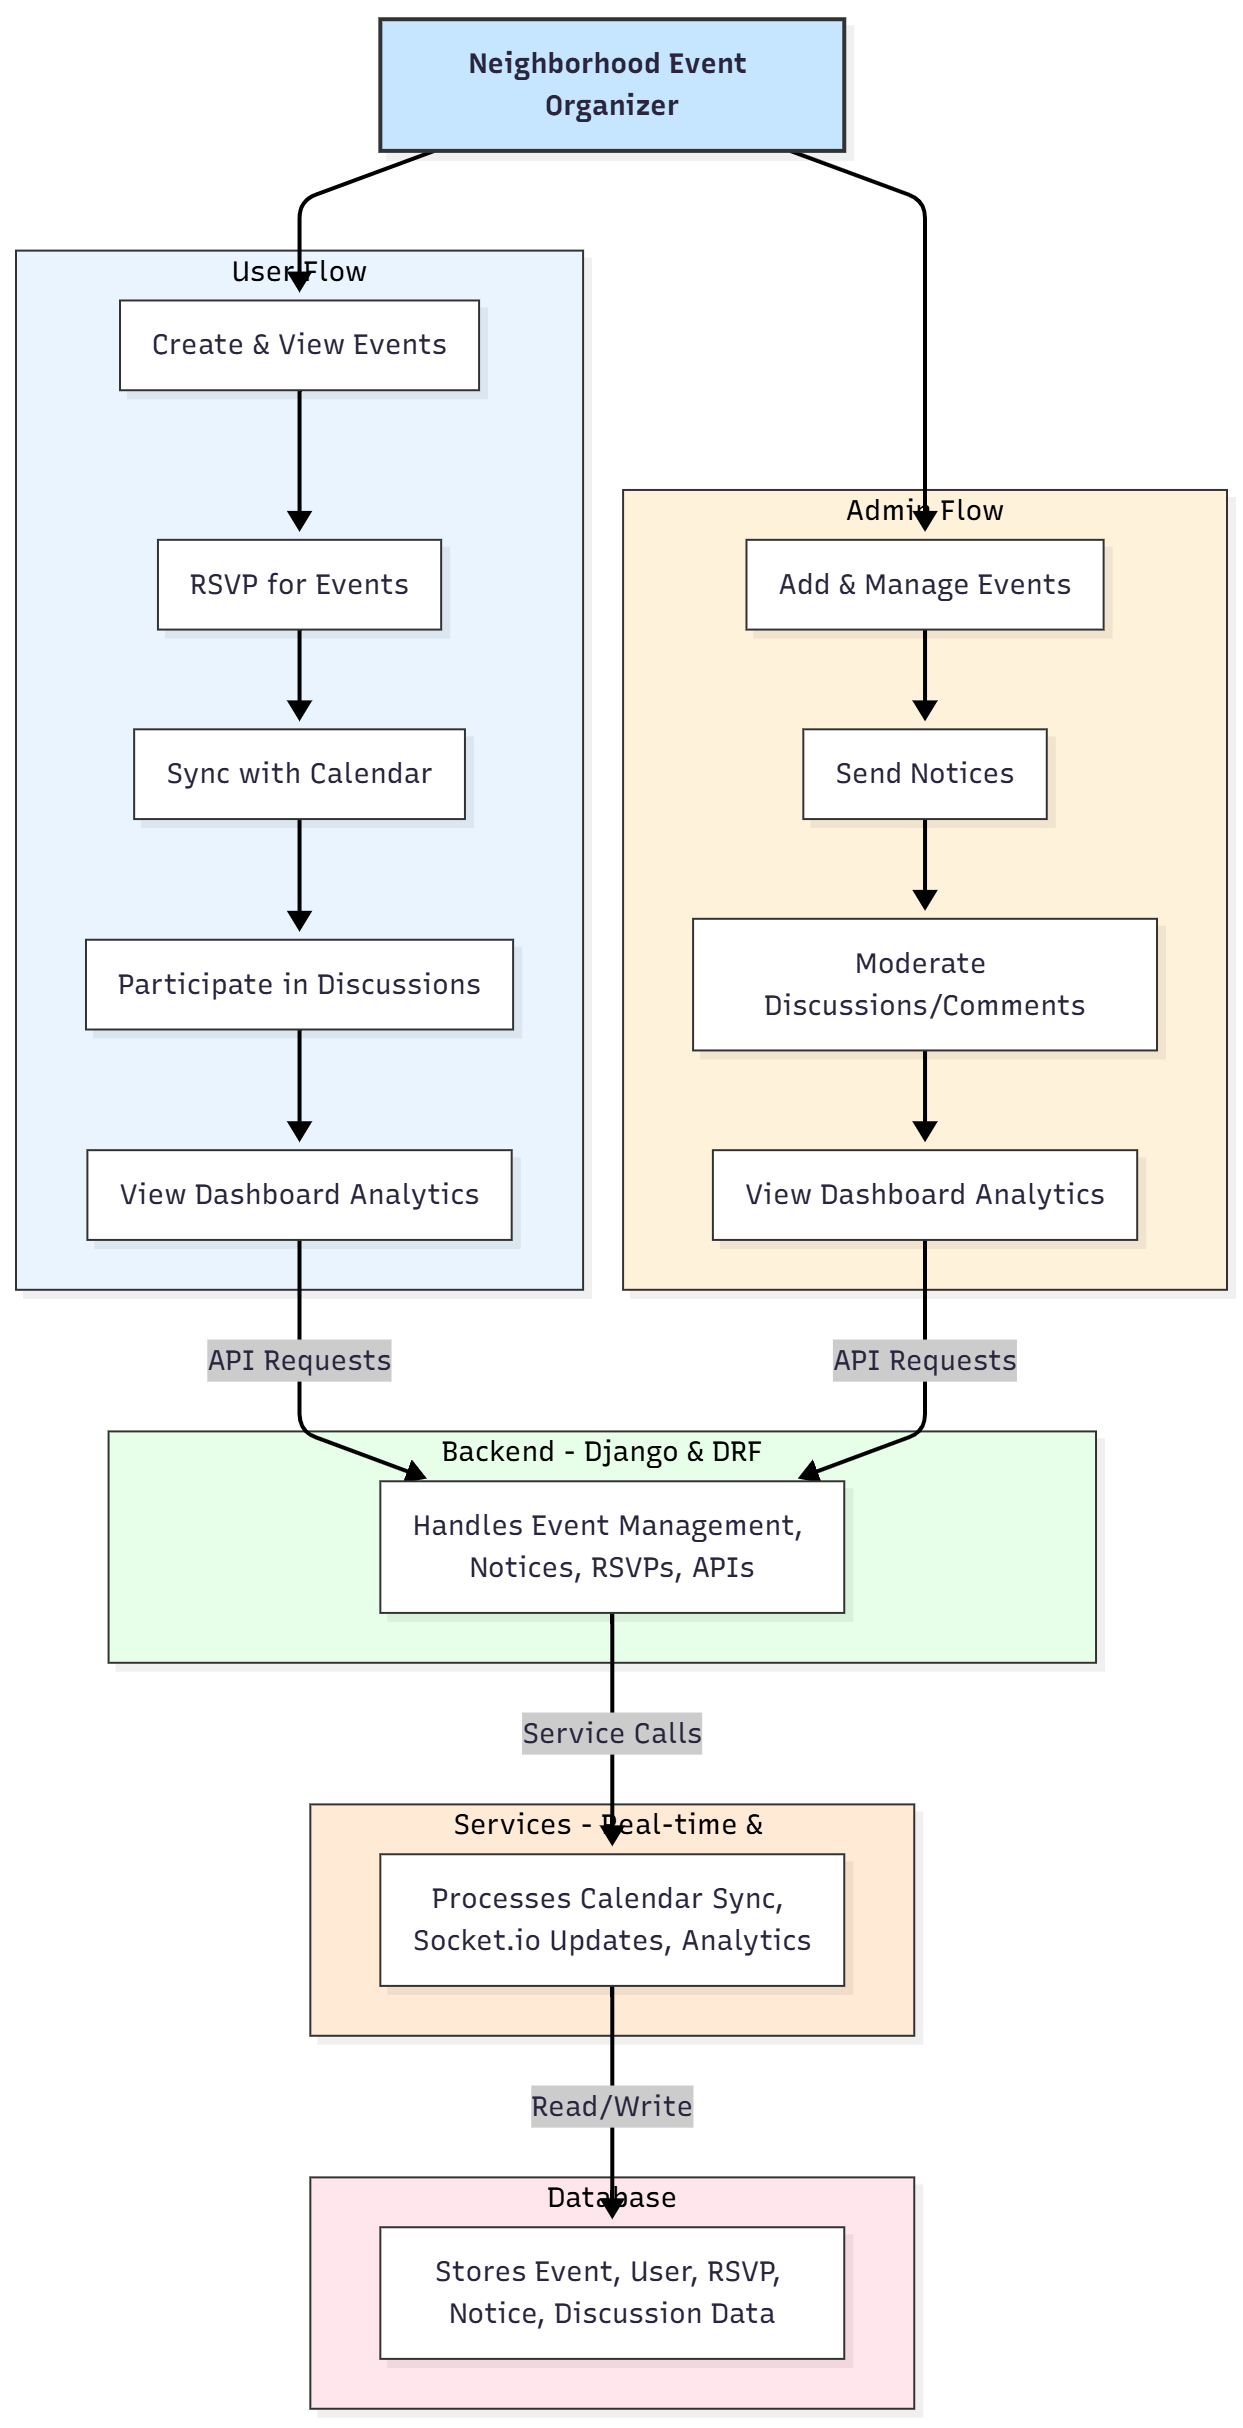 Neighborhood Event
Organizer
User Flow
Create & View Events
RSVP for Events
Sync with Calendar
Participate in Discussions
View Dashboard Analytics
Admin Flow
Add & Manage Events
Send Notices
Moderate
Discussions/Comments
View Dashboard Analytics
API Requests
API Requests
Backend - Django & DRF
Handles Event Management,
Notices, RSVPs, APIs
Service Calls
Services - Real-time &
Processes Calendar Sync,
Socket.io Updates, Analytics
Read/Write
Database
Stores Event, User, RSVP,
Notice, Discussion Data